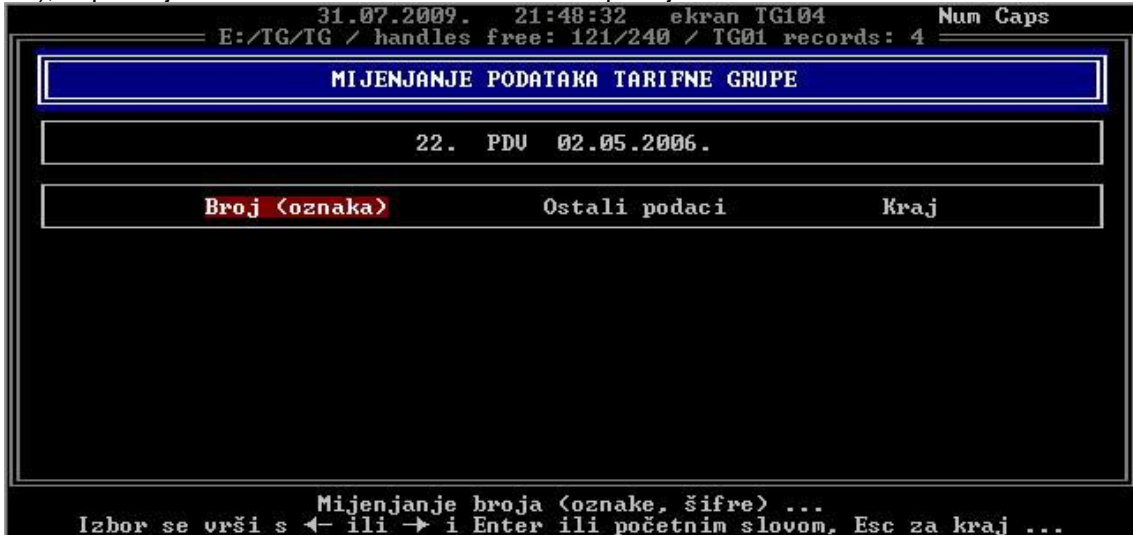 31.07.2009. 21:48:32 ekran TG104 Num Caps
E:/TG/TG / handles free: 121/240 / TG01 records: 4
MIJENJANJE PODATAKA TARIFNE GRUPE
22. PDV 02.05.2006.
Broj (oznaka) Ostali podaci Kraj
Mijenjanje broja (oznake, šifre) ...
Izbor se vrši s ← ili → i Enter ili početnim slovom, Esc za kraj ...